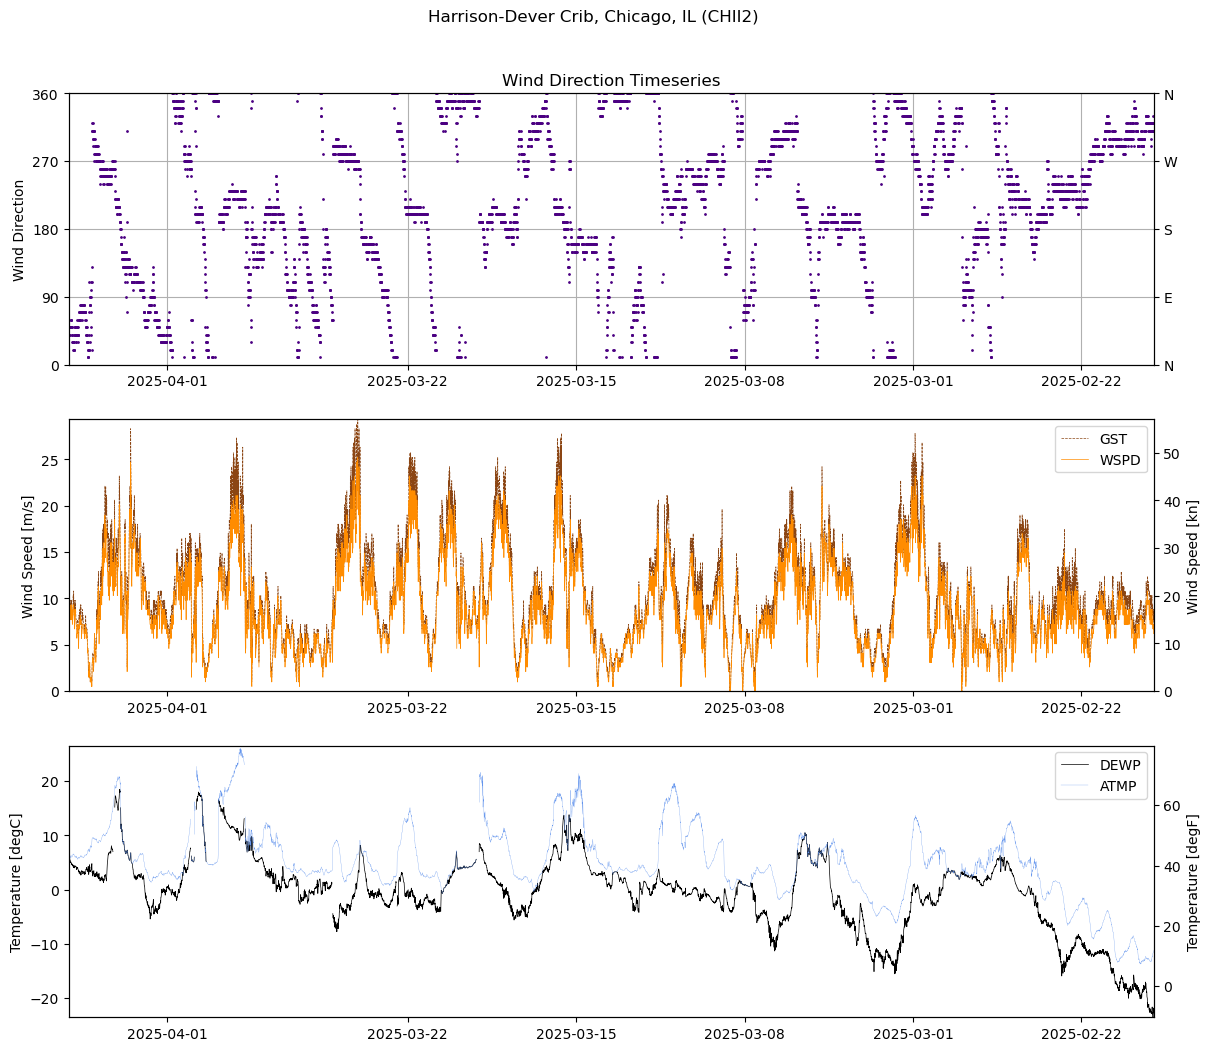 Harrison-Dever Crib, Chicago, IL (CHII2)
Wind Direction Timeseries
Wind Direction
360
270
180
90
0
N
W
S
E
N
2025-04-01
2025-03-22
2025-03-15
2025-03-08
2025-03-01
2025-02-22
Wind Speed [m/s]
25
20
15
10
5
0
GST
WSPD
50
40
30
20
10
0
Wind Speed [kn]
2025-04-01
2025-03-22
2025-03-15
2025-03-08
2025-03-01
2025-02-22
Temperature [degC]
20
10
0
−10
−20
DEWP
ATMP
60
40
20
0
Temperature [degF]
2025-04-01
2025-03-22
2025-03-15
2025-03-08
2025-03-01
2025-02-22